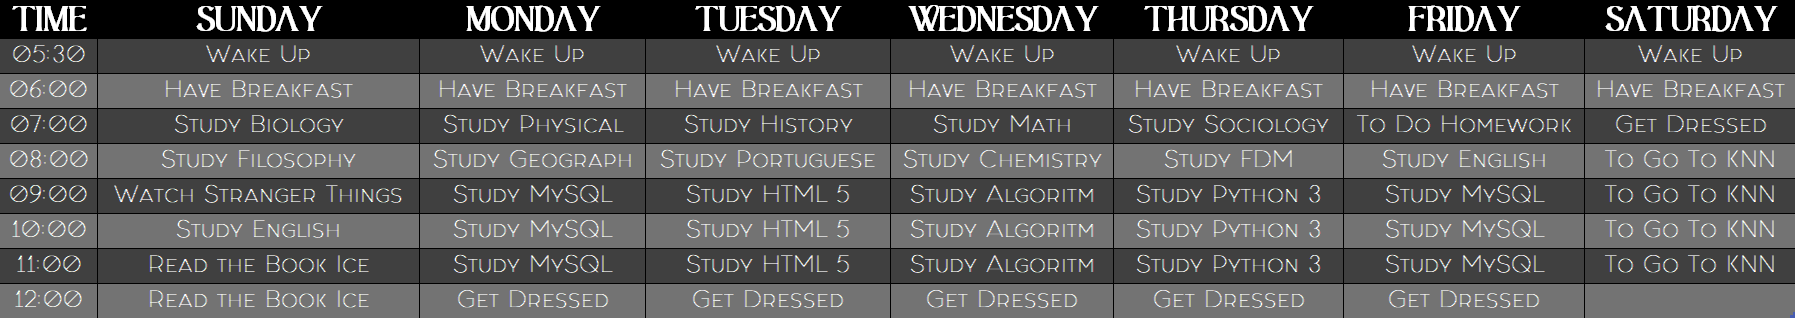 TIME SUNDAY MONDAY TUESDAY WEDNESDAY THURSDAY FRIDAY SATURDAY
05:30 Wake Up Wake Up Wake Up Wake Up Wake Up Wake Up Wake Up
06:00 Have Breakfast Have Breakfast Have Breakfast Have Breakfast Have Breakfast Have Breakfast Have Breakfast
07:00 Study Biology Study Physical Study History Study Math Study Sociology To Do Homework Get Dressed
08:00 Study Filosophy Study Geograph Study Portuguese Study Chemistry Study FDM Study English To Go To KNN
09:00 Watch Stranger Things Study MySQL Study HTML 5 Study Algoritm Study Python 3 Study MySQL To Go To KNN
10:00 Study English Study MySQL Study HTML 5 Study Algoritm Study Python 3 Study MySQL To Go To KNN
11:00 Read the Book Ice Study MySQL Study HTML 5 Study Algoritm Study Python 3 Study MySQL To Go To KNN
12:00 Read the Book Ice Get Dressed Get Dressed Get Dressed Get Dressed Get Dressed